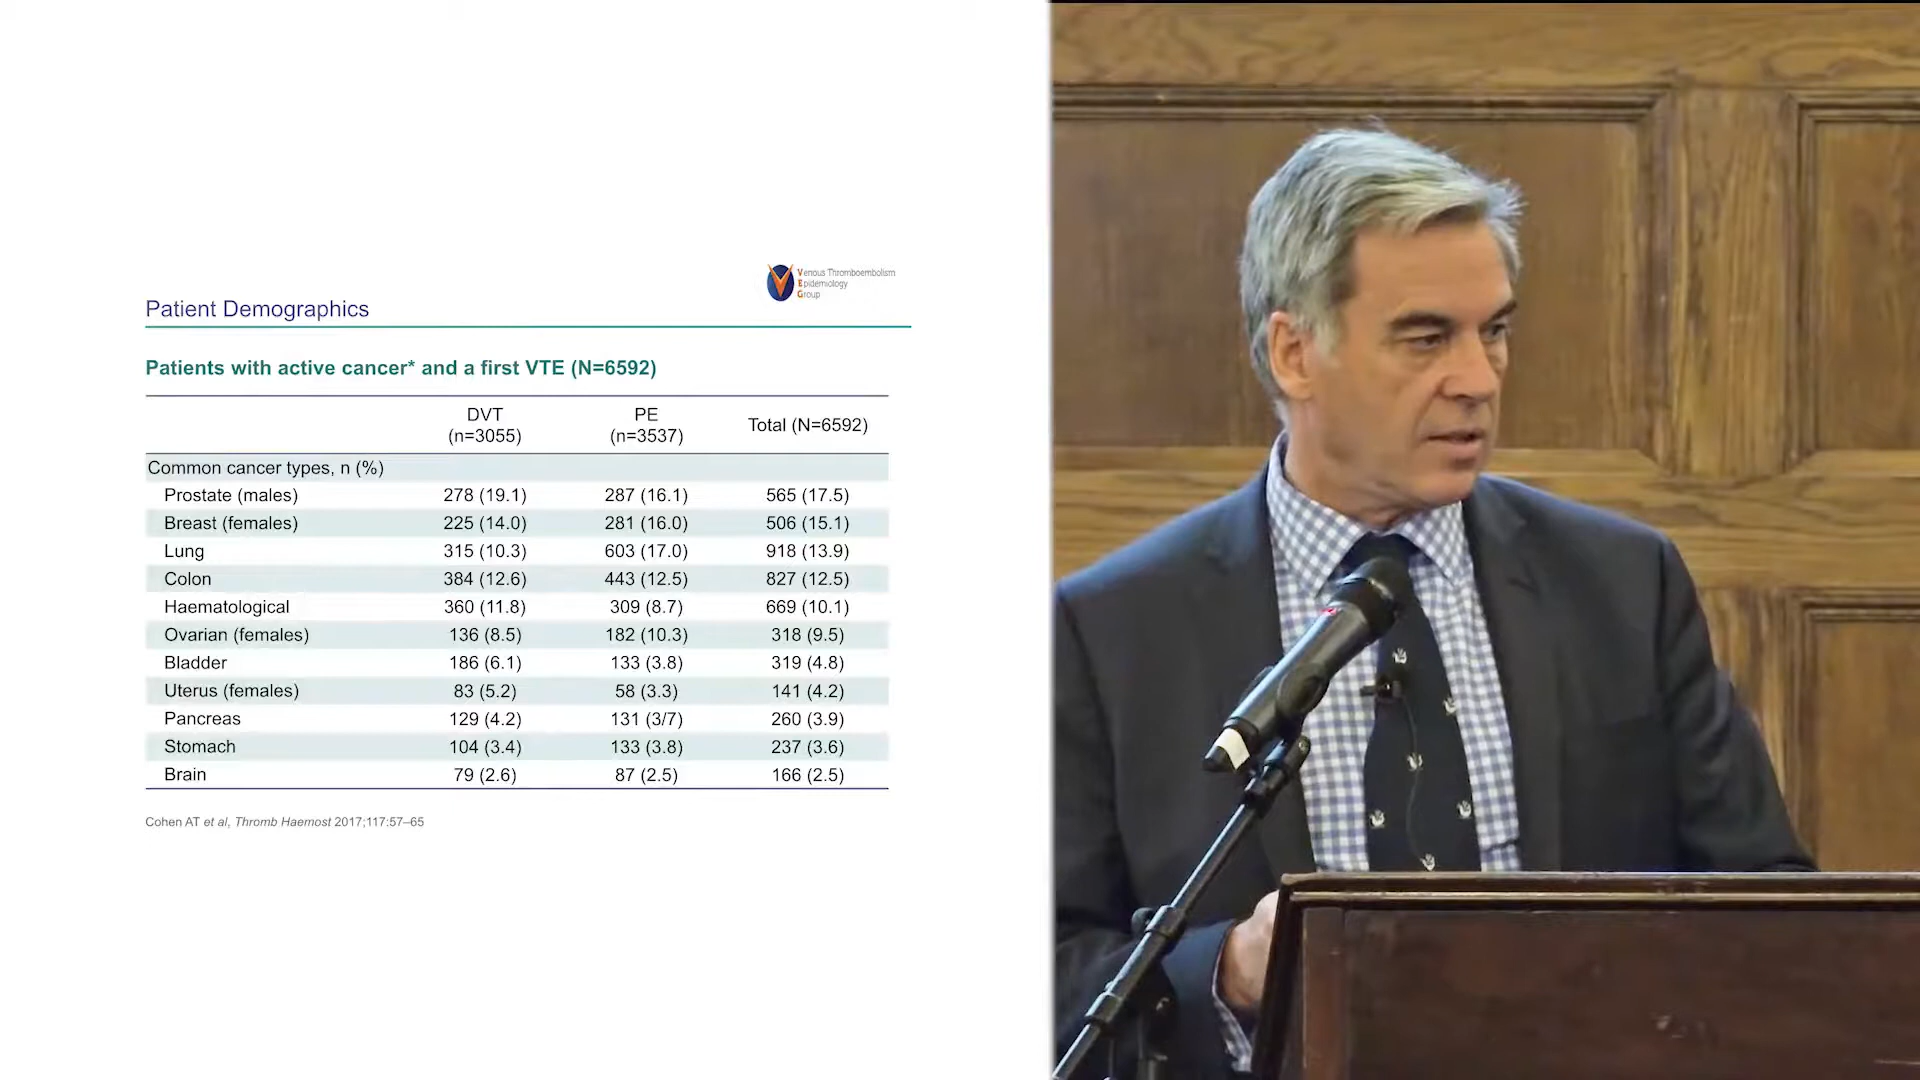 Venous Thromboembolism
Epidemiology
Group
Patient Demographics
Patients with active cancer* and a first VTE (N=6592)
DVT (n=3055) PE (n=3537) Total (N=6592)
Common cancer types, n (%)
Prostate (males) 278 (19.1) 287 (16.1) 565 (17.5)
Breast (females) 225 (14.0) 281 (16.0) 506 (15.1)
Lung 315 (10.3) 603 (17.0) 918 (13.9)
Colon 384 (12.6) 443 (12.5) 827 (12.5)
Haematological 360 (11.8) 309 (8.7) 669 (10.1)
Ovarian (females) 136 (8.5) 182 (10.3) 318 (9.5)
Bladder 186 (6.1) 133 (3.8) 319 (4.8)
Uterus (females) 83 (5.2) 58 (3.3) 141 (4.2)
Pancreas 129 (4.2) 131 (3/7) 260 (3.9)
Stomach 104 (3.4) 133 (3.8) 237 (3.6)
Brain 79 (2.6) 87 (2.5) 166 (2.5)
Cohen AT et al, Thromb Haemost 2017;117:57–65